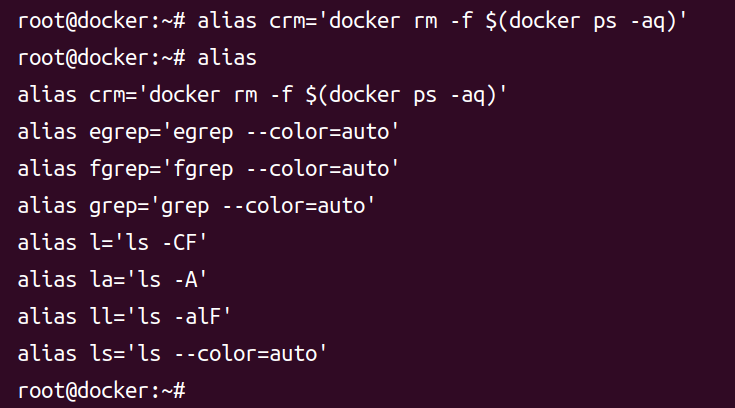 root@docker:~# alias crm='docker rm -f $(docker ps -aq)'
root@docker:~# alias
alias crm='docker rm -f $(docker ps -aq)'
alias egrep='egrep --color=auto'
alias fgrep='fgrep --color=auto'
alias grep='grep --color=auto'
alias l='ls -CF'
alias la='ls -A'
alias ll='ls -alF'
alias ls='ls --color=auto'
root@docker:~#